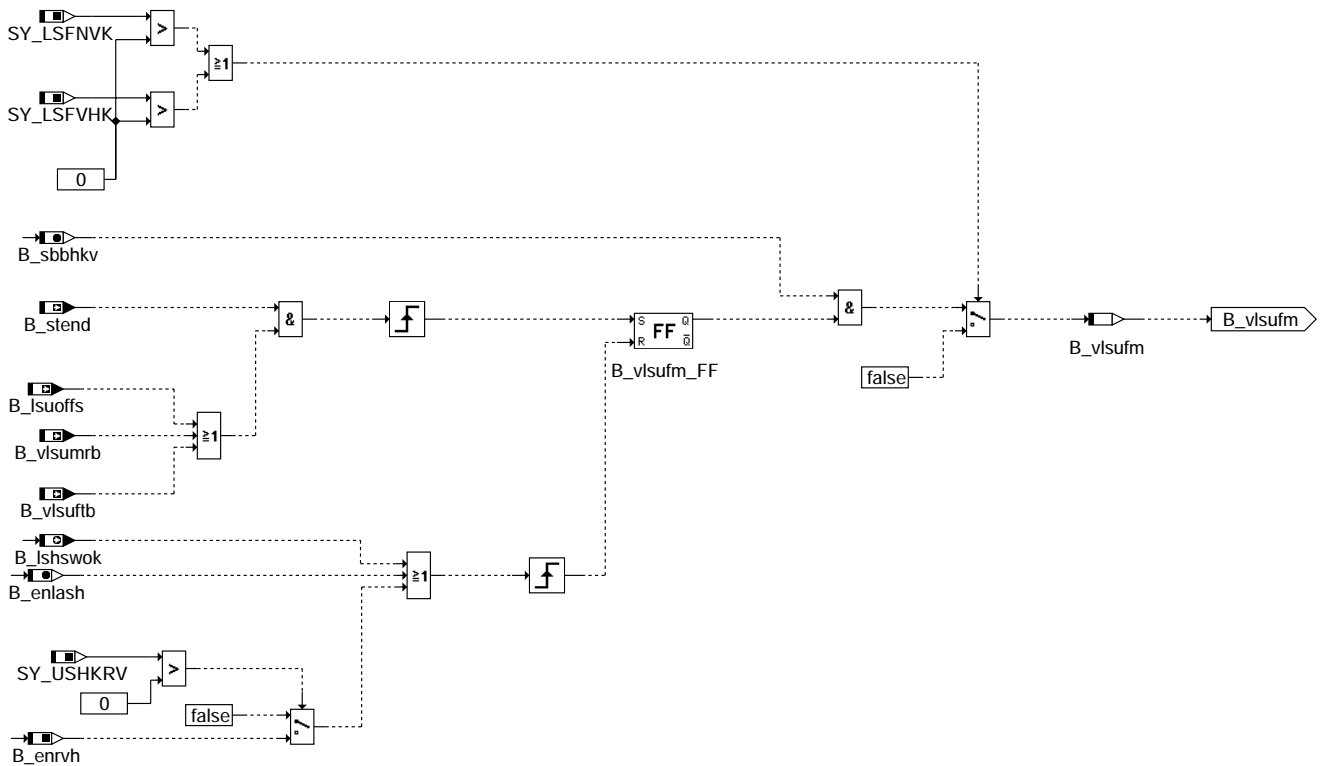 SY_LSFNVK
>
≧1
SY_LSFVHK
>
0
B_sbbhkv
B_stend
&
S Q
FF
R Q̅
B_vlsufm_FF
&
false
B_vlsufm
B_vlsufm
B_lsuoffs
≧1
B_vlsumrb
B_vlsuftb
B_lshswok
≧1
B_enlash
SY_USHKRV
>
0
false
B_enrvh